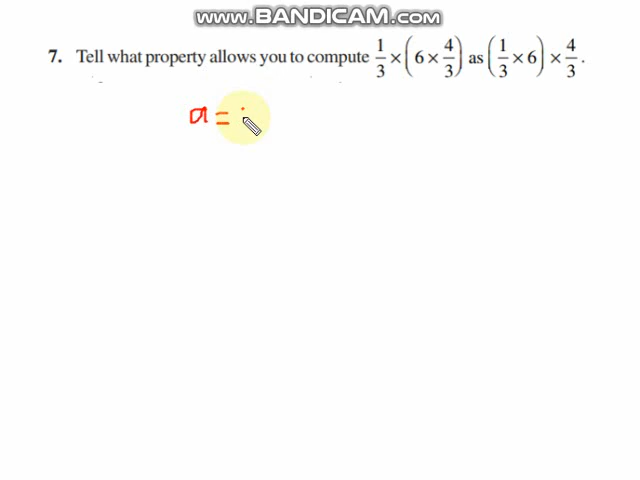 www.BANDICAM.com
7. Tell what property allows you to compute 1/3 × (6 × 4/3) as (1/3 × 6) × 4/3 .
a =